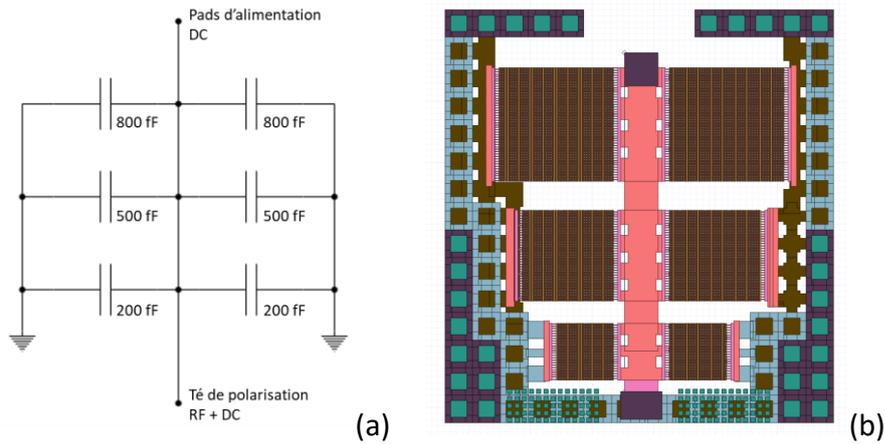 Pads d'alimentation
DC
800 fF
800 fF
500 fF
500 fF
200 fF
200 fF
Té de polarisation
RF + DC
(a)
(b)